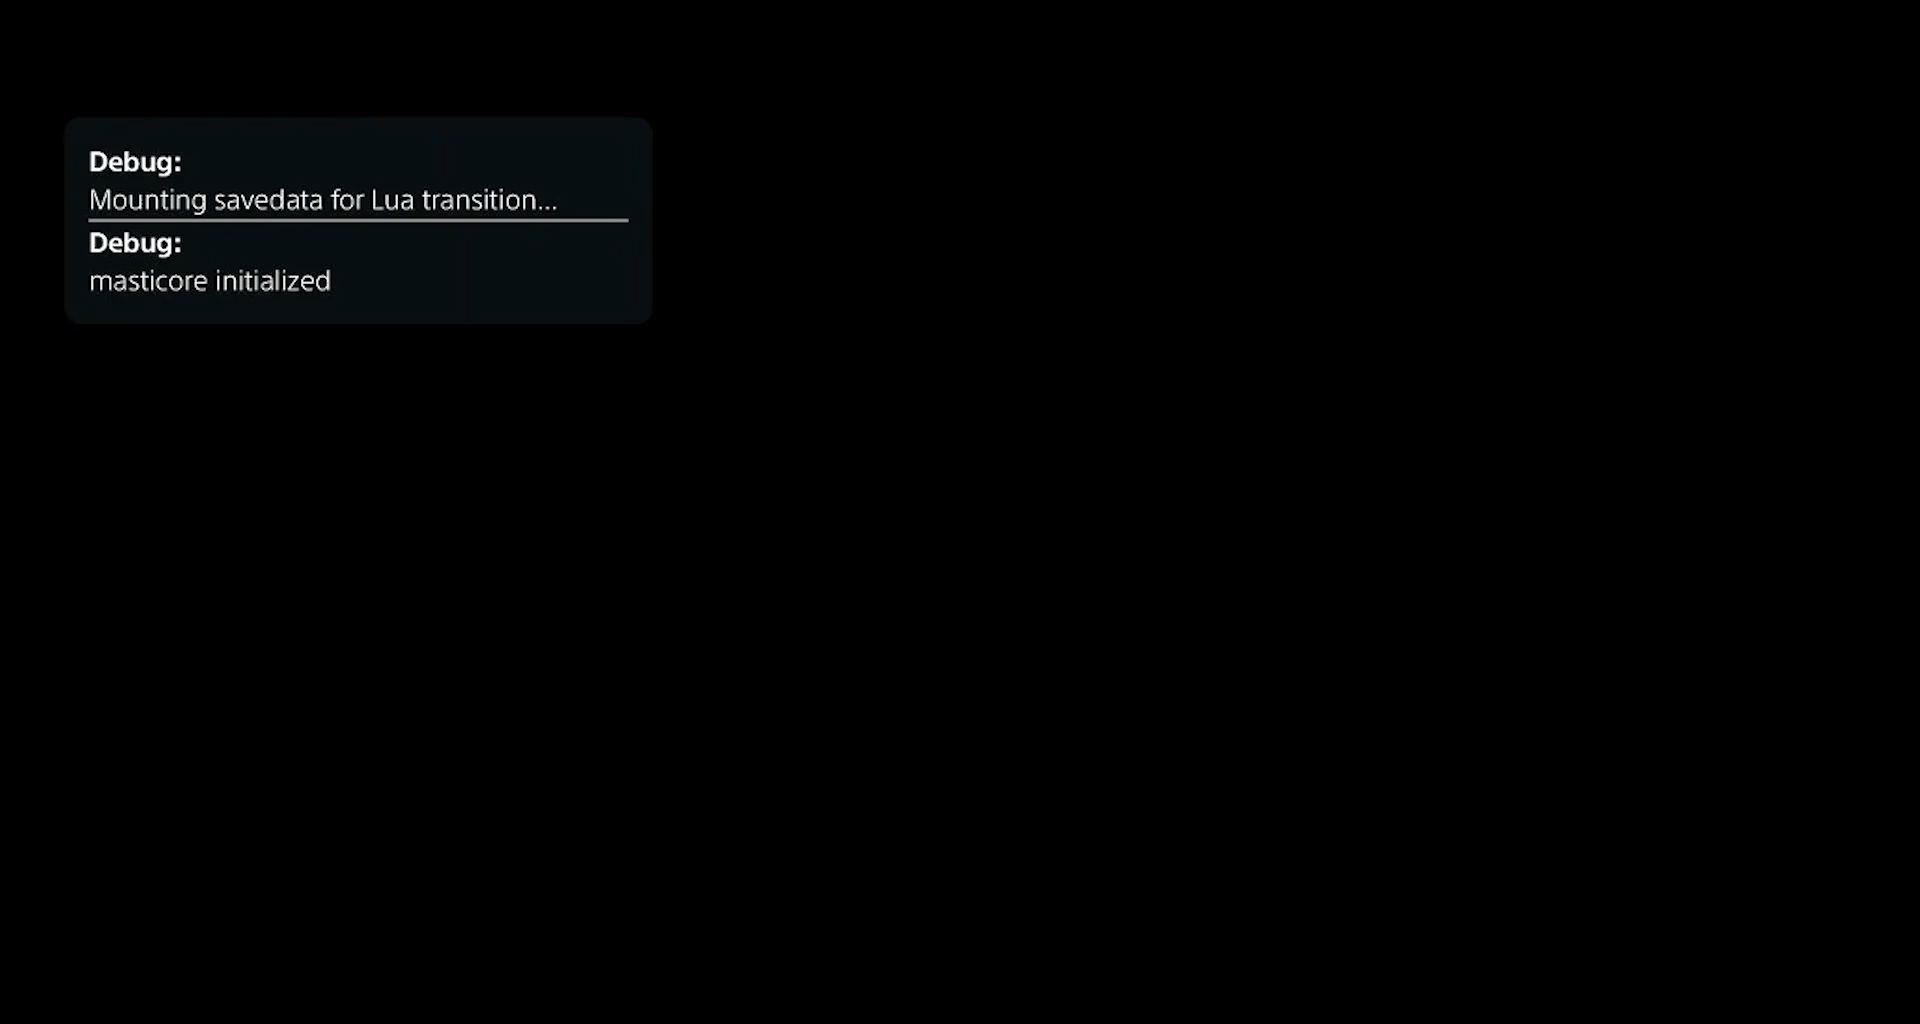 Debug:
Mounting savedata for Lua transition...
Debug:
masticore initialized